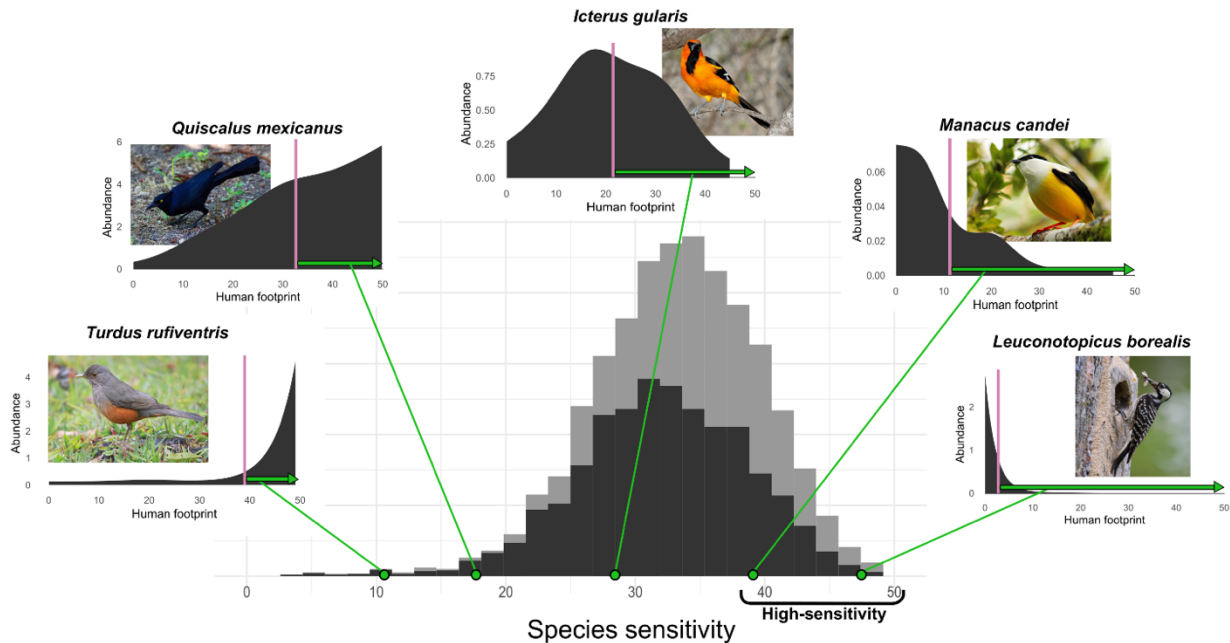 Icterus gularis
Abundance
0.75
0.50
0.25
0.00
0 10 20 30 40 50
Human footprint
Quiscalus mexicanus
Abundance
6
4
2
0
0 10 20 30 40 50
Human footprint
Manacus candei
Abundance
0.06
0.04
0.02
0.00
0 10 20 30 40 50
Human footprint
Turdus rufiventris
Abundance
4
3
2
1
0
0 10 20 30 40 50
Human footprint
Leuconotopicus borealis
Abundance
2
1
0
0 10 20 30 40 50
Human footprint
0 10 20 30 40 50
High-sensitivity
Species sensitivity